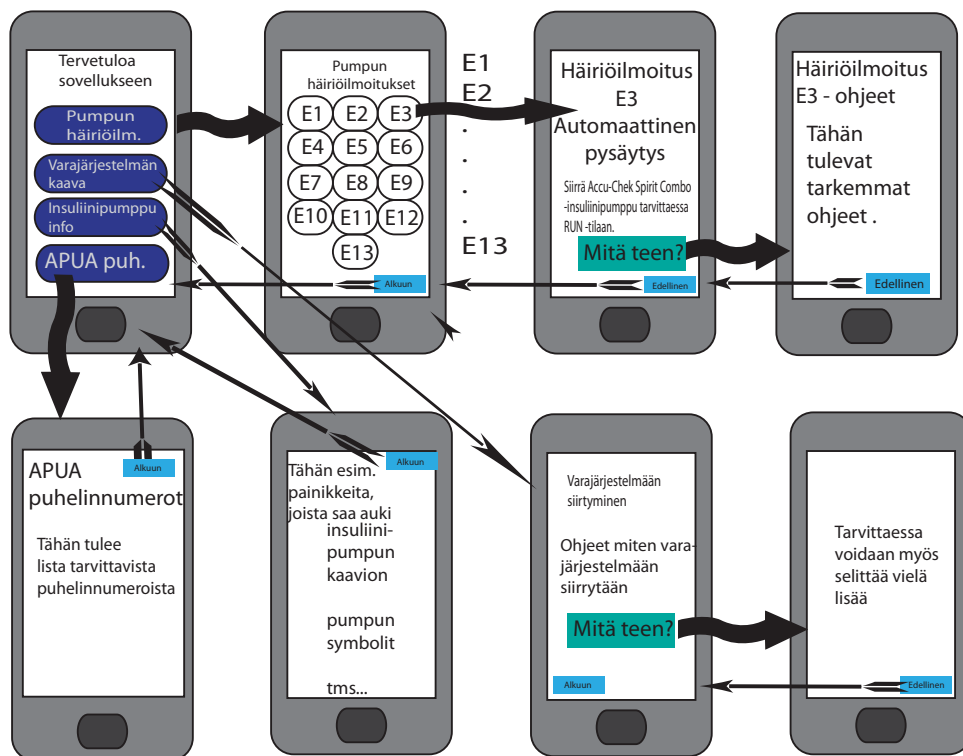 Tervetuloa
sovellukseen
Pumpun
häiriöilm.
Varajärjestelmän
kaava
Insuliinipumppu
info
APUA puh.
Pumpun
häiriöilmoitukset
E1 E2 E3
E4 E5 E6
E7 E8 E9
E10 E11 E12
E13
Alkuun
E1
E2
.
.
.
.
E13
Häiriöilmoitus
E3
Automaattinen
pysäytys
Siirrä Accu-Chek Spirit Combo
-insuliinipumppu tarvittaessa
RUN -tilaan.
Mitä teen?
Edellinen
Häiriöilmoitus
E3 - ohjeet
Tähän
tulevat
tarkemmat
ohjeet .
Edellinen
APUA
Alkuun
puhelinnumerot
Tähän tulee
lista tarvittavista
puhelinnumeroista
Alkuun
Tähän esim.
painikkeita,
joista saa auki
insuliini-
pumpun
kaavion
pumpun
symbolit
tms...
Varajärjestelmään
siirtyminen
Ohjeet miten vara-
järjestelmään
siirrytään
Mitä teen?
Alkuun
Tarvittaessa
voidaan myös
selittää vielä
lisää
Edellinen